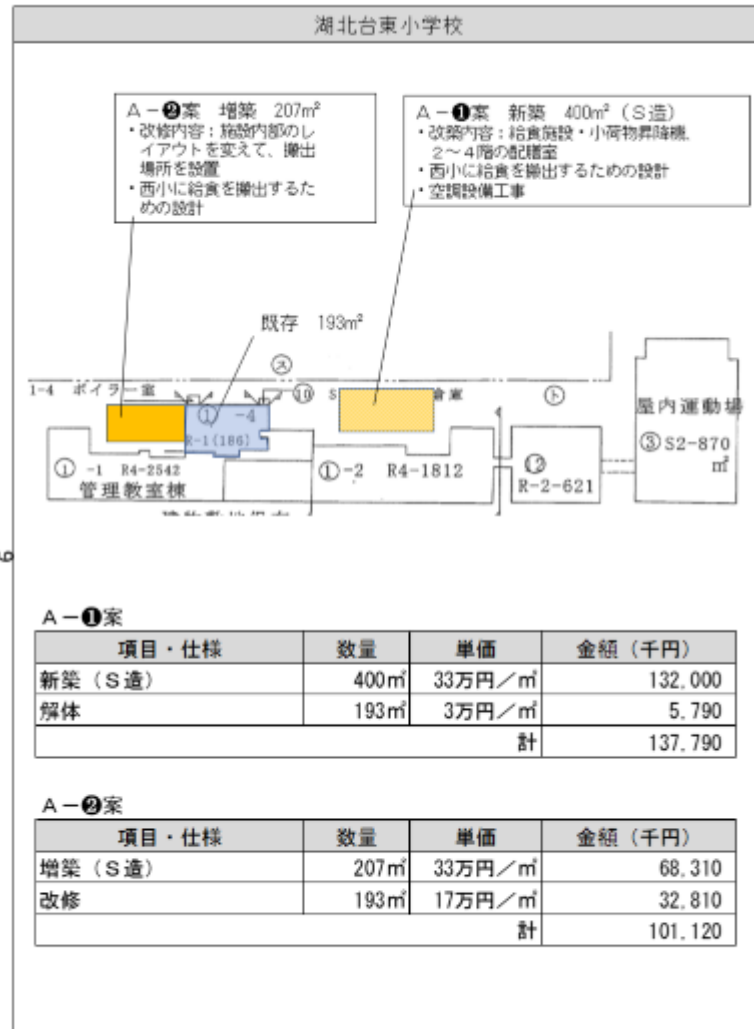 湖北台東小学校
A－❷案 増築 207m²
・改修内容：施設内部のレ
イアウトを変えて、搬出
場所を設置
・西小に給食を搬出するた
めの設計
A－❶案 新築 400m²（S造）
・改築内容：給食施設・小荷物昇降機、
2～4階の配膳室
・西小に給食を搬出するための設計
・空調設備工事
既存 193m²
ス
1-4 ボイラー室
① -4
⑩ S
倉庫
ト
R-1(186)
屋内運動場
③ S2-870
㎡
① -1 R4-2542
管理教室棟
①-2 R4-1812
⑫
R-2-621
9
A－❶案
項目・仕様 数量 単価 金額（千円）
新築（S造） 400㎡ 33万円／㎡ 132,000
解体 193㎡ 3万円／㎡ 5,790
計 137,790
A－❷案
項目・仕様 数量 単価 金額（千円）
増築（S造） 207㎡ 33万円／㎡ 68,310
改修 193㎡ 17万円／㎡ 32,810
計 101,120